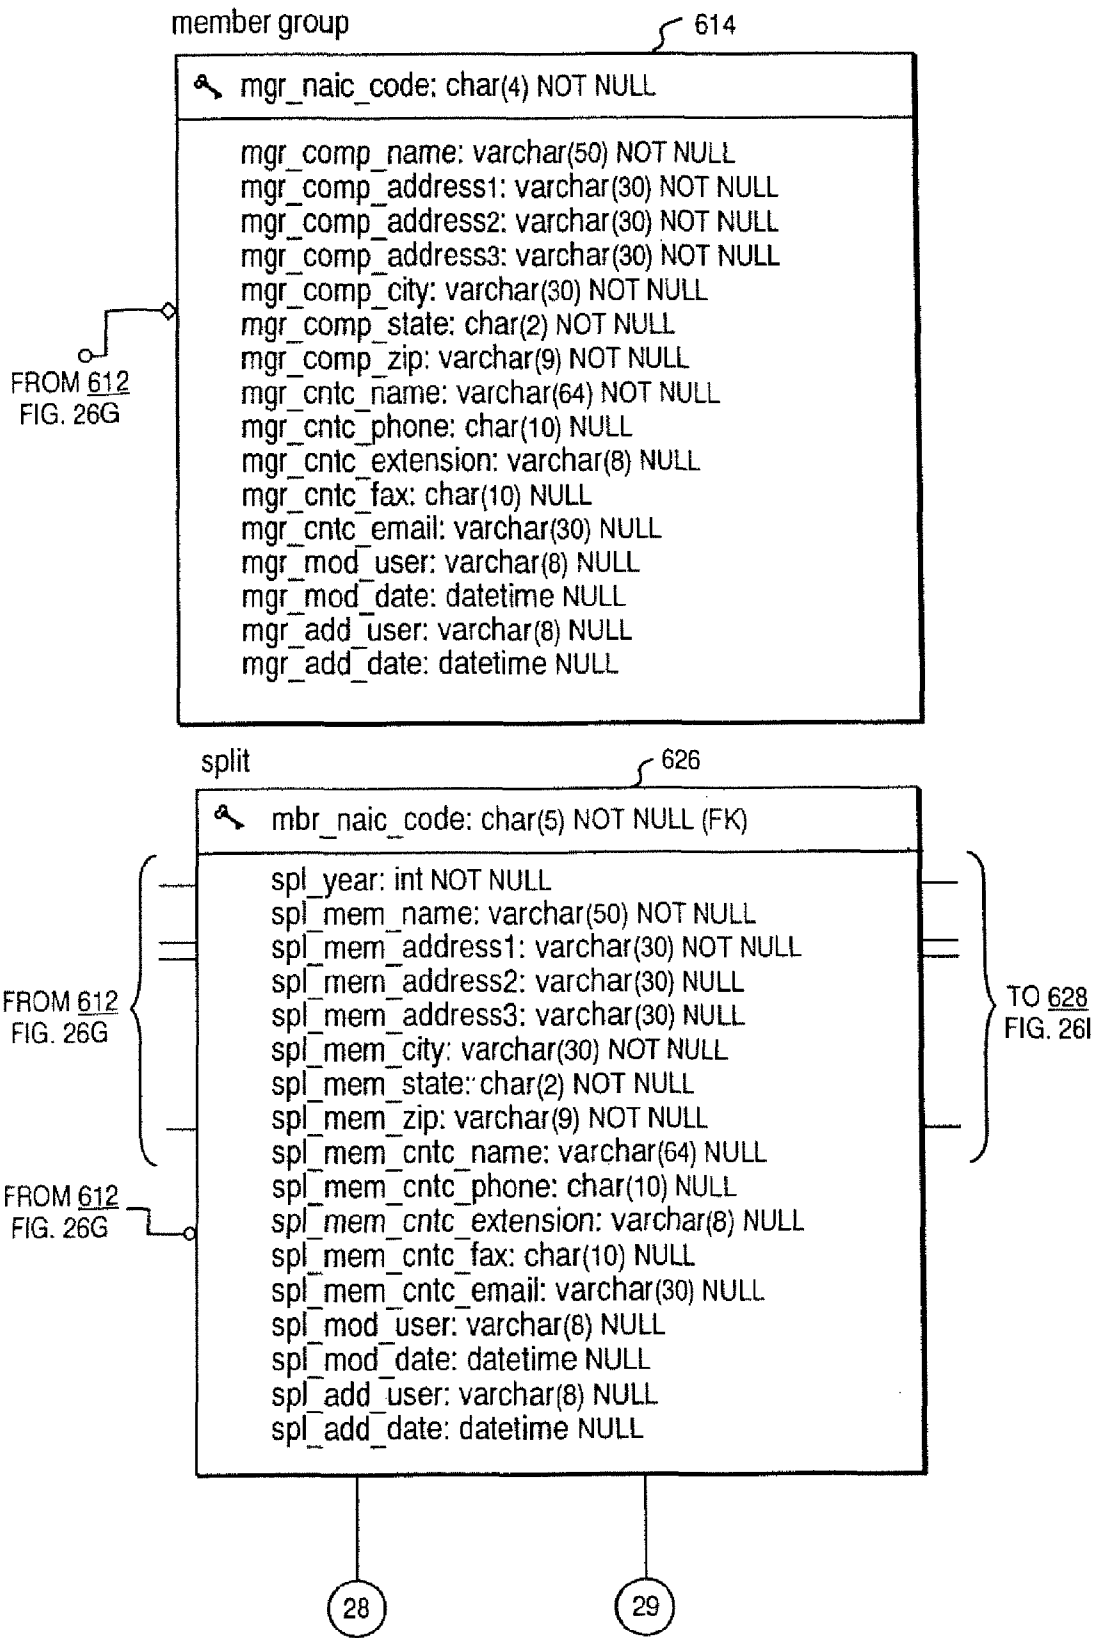 member group
614
mgr_naic_code: char(4) NOT NULL
mgr_comp_name: varchar(50) NOT NULL
mgr_comp_address1: varchar(30) NOT NULL
mgr_comp_address2: varchar(30) NOT NULL
mgr_comp_address3: varchar(30) NOT NULL
mgr_comp_city: varchar(30) NOT NULL
mgr_comp_state: char(2) NOT NULL
mgr_comp_zip: varchar(9) NOT NULL
mgr_cntc_name: varchar(64) NOT NULL
mgr_cntc_phone: char(10) NULL
mgr_cntc_extension: varchar(8) NULL
mgr_cntc_fax: char(10) NULL
mgr_cntc_email: varchar(30) NULL
mgr_mod_user: varchar(8) NULL
mgr_mod_date: datetime NULL
mgr_add_user: varchar(8) NULL
mgr_add_date: datetime NULL
FROM 612
FIG. 26G
split
626
mbr_naic_code: char(5) NOT NULL (FK)
spl_year: int NOT NULL
spl_mem_name: varchar(50) NOT NULL
spl_mem_address1: varchar(30) NOT NULL
spl_mem_address2: varchar(30) NULL
spl_mem_address3: varchar(30) NULL
spl_mem_city: varchar(30) NOT NULL
spl_mem_state: char(2) NOT NULL
spl_mem_zip: varchar(9) NOT NULL
spl_mem_cntc_name: varchar(64) NULL
spl_mem_cntc_phone: char(10) NULL
spl_mem_cntc_extension: varchar(8) NULL
spl_mem_cntc_fax: char(10) NULL
spl_mem_cntc_email: varchar(30) NULL
spl_mod_user: varchar(8) NULL
spl_mod_date: datetime NULL
spl_add_user: varchar(8) NULL
spl_add_date: datetime NULL
FROM 612
FIG. 26G
FROM 612
FIG. 26G
TO 628
FIG. 26I
28
29